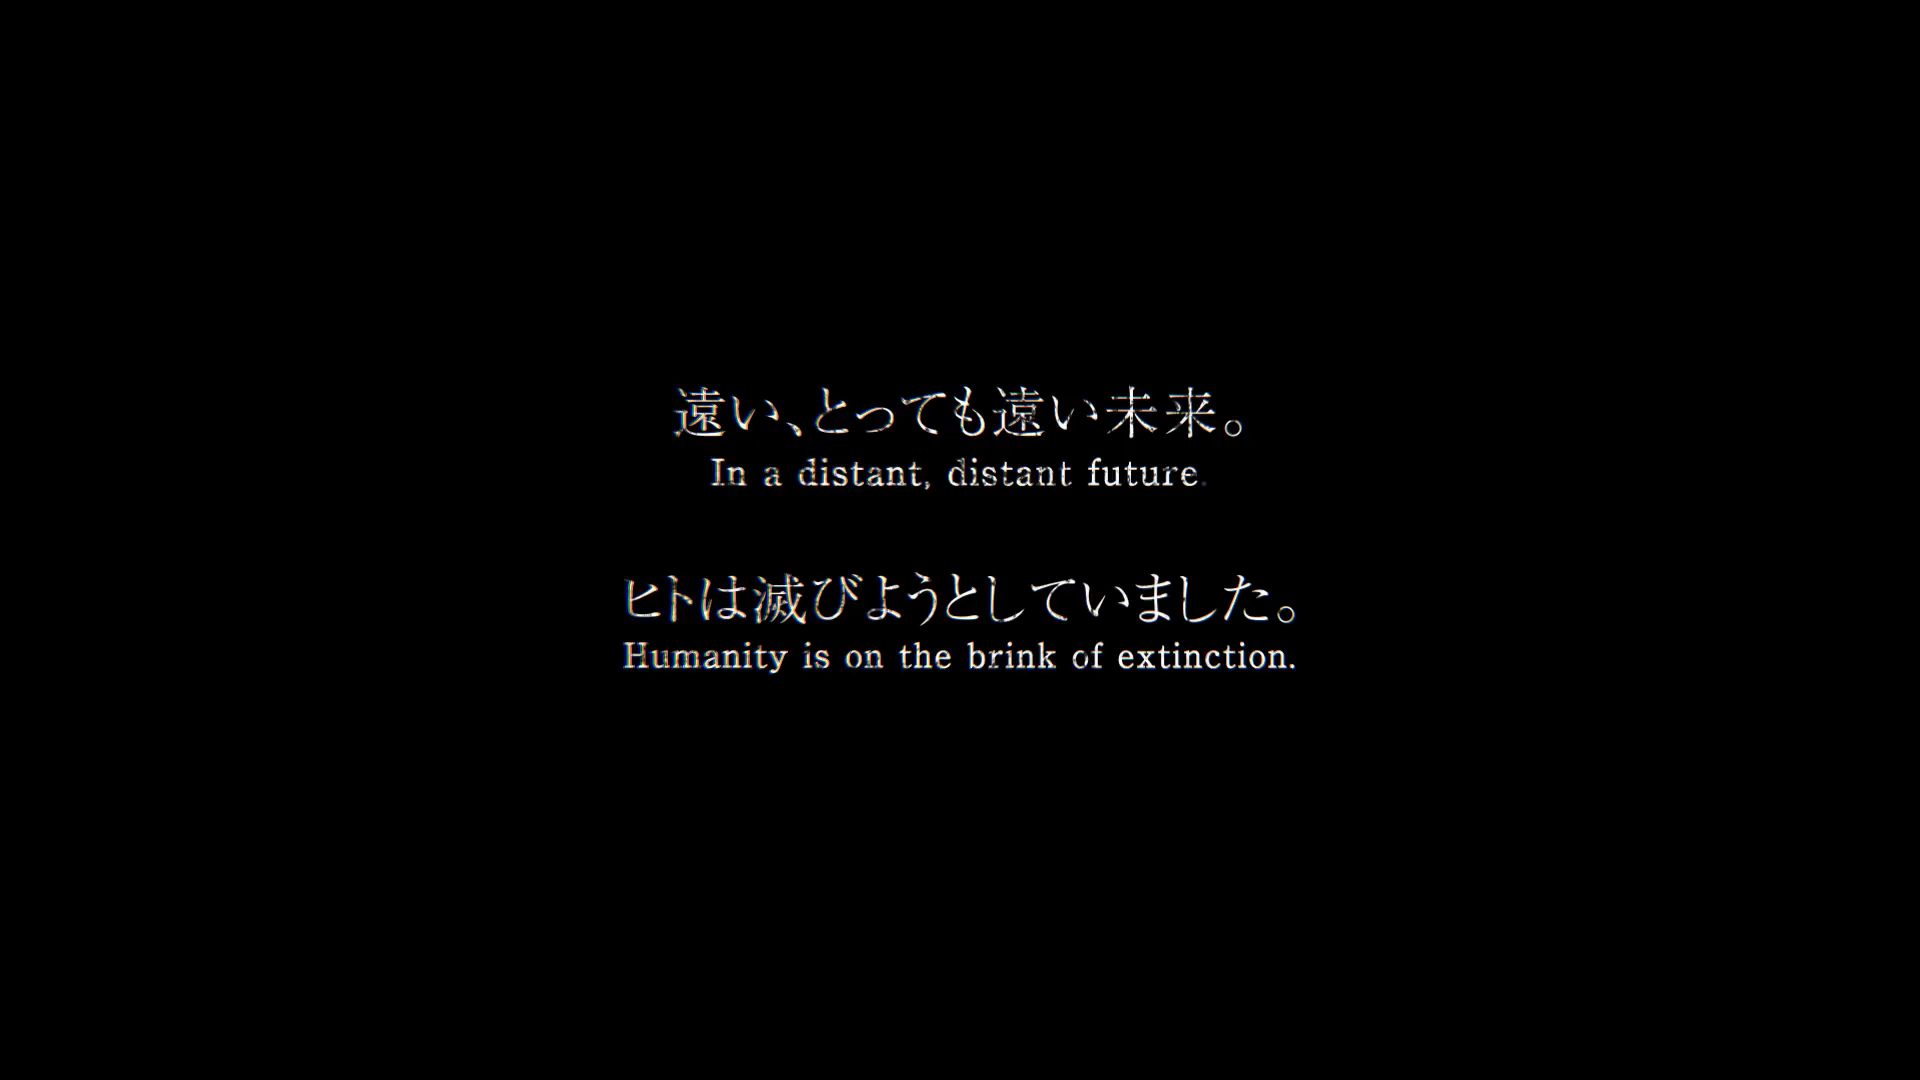 遠い、とっても遠い未来。
In a distant, distant future.
ヒトは滅びようとしていました。
Humanity is on the brink of extinction.